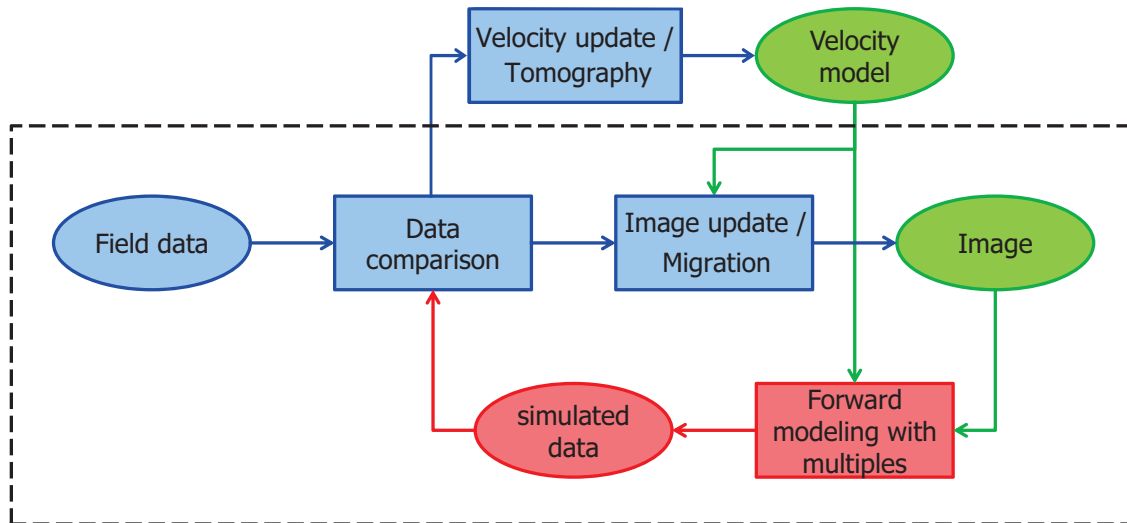 Velocity update /
Tomography
Velocity
model
Field data
Data
comparison
Image update /
Migration
Image
simulated
data
Forward
modeling with
multiples